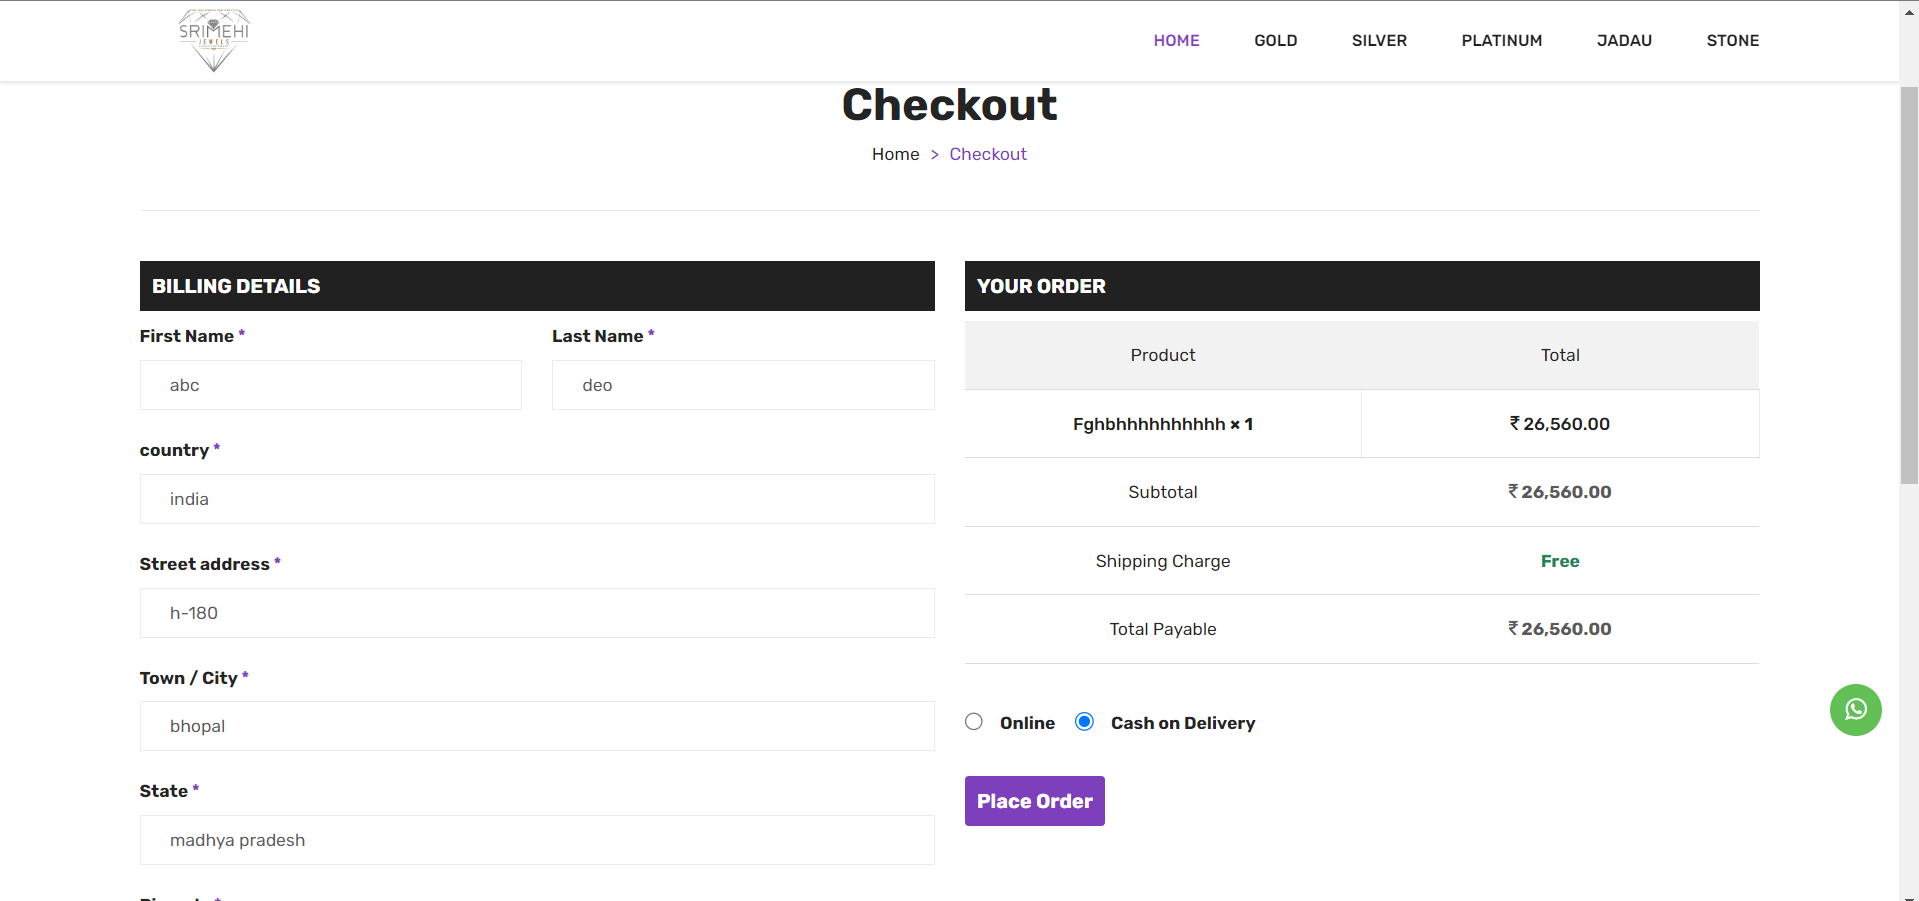 SRIMEHI
JEWELS
HOME GOLD SILVER PLATINUM JADAU STONE
Checkout
Home > Checkout
BILLING DETAILS
First Name * Last Name *
abc deo
country *
india
Street address *
h-180
Town / City *
bhopal
State *
madhya pradesh
YOUR ORDER
Product Total
Fghbhhhhhhhhhhh × 1 ₹ 26,560.00
Subtotal ₹ 26,560.00
Shipping Charge Free
Total Payable ₹ 26,560.00
Online Cash on Delivery
Place Order